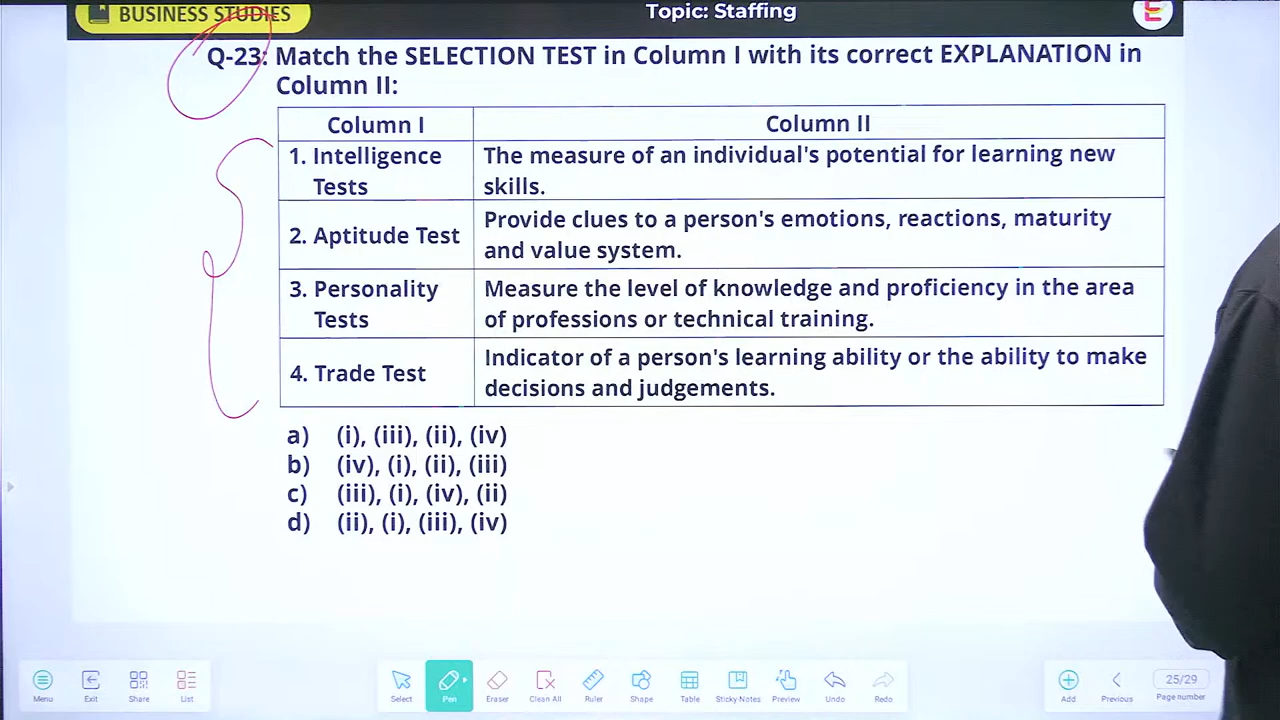 BUSINESS STUDIES
Topic: Staffing
E
Q-23: Match the SELECTION TEST in Column I with its correct EXPLANATION in
Column II:
Column I
Column II
1. Intelligence
Tests
The measure of an individual's potential for learning new
skills.
2. Aptitude Test
Provide clues to a person's emotions, reactions, maturity
and value system.
3. Personality
Tests
Measure the level of knowledge and proficiency in the area
of professions or technical training.
4. Trade Test
Indicator of a person's learning ability or the ability to make
decisions and judgements.
a) (i), (iii), (ii), (iv)
b) (iv), (i), (ii), (iii)
c) (iii), (i), (iv), (ii)
d) (ii), (i), (iii), (iv)
Menu
Exit
Share
List
Select
Pen
Eraser
Clean All
Ruler
Shape
Table
Sticky Notes
Preview
Undo
Redo
Add
Previous
25/29
Page number